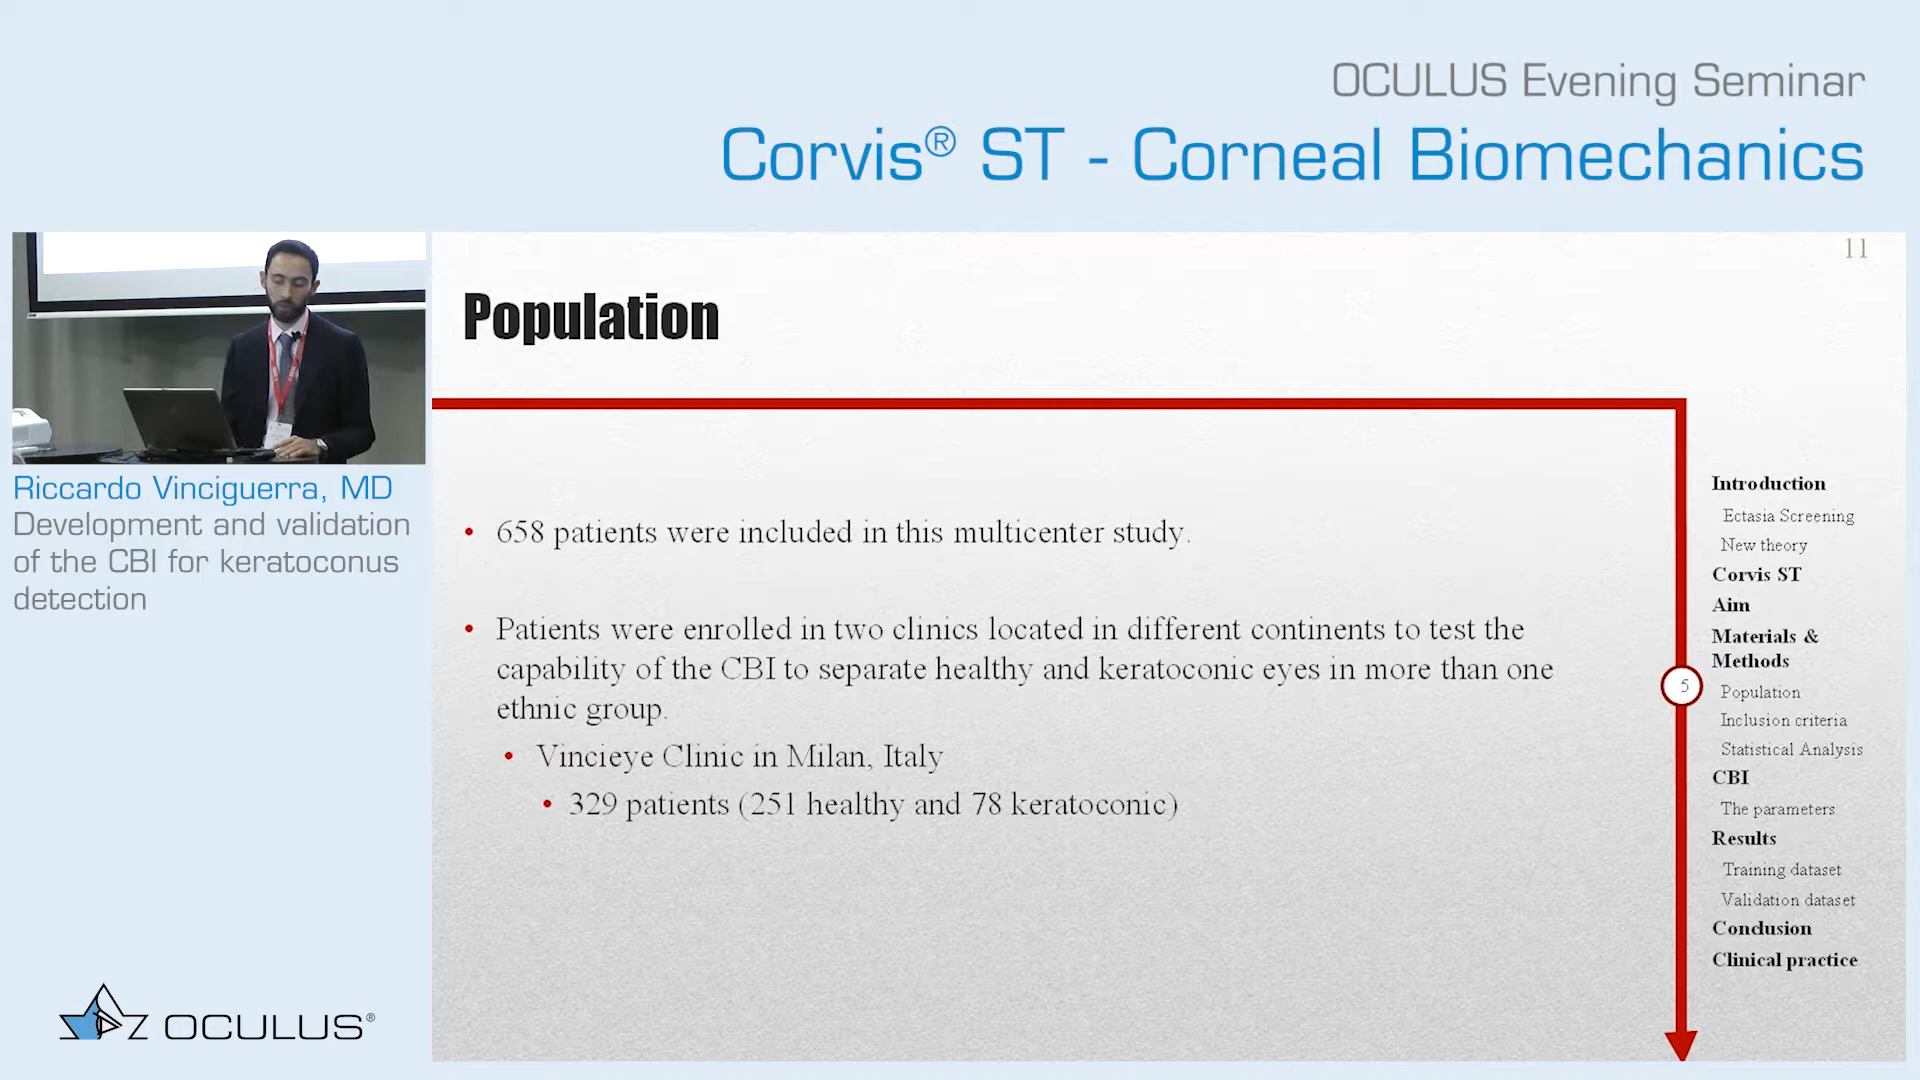 OCULUS Evening Seminar
Corvis® ST - Corneal Biomechanics
Riccardo Vinciguerra, MD
Development and validation
of the CBI for keratoconus
detection
OCULUS®
11
Population
• 658 patients were included in this multicenter study.
• Patients were enrolled in two clinics located in different continents to test the
capability of the CBI to separate healthy and keratoconic eyes in more than one
ethnic group.
• Vincieye Clinic in Milan, Italy
• 329 patients (251 healthy and 78 keratoconic)
5
Introduction
Ectasia Screening
New theory
Corvis ST
Aim
Materials &
Methods
Population
Inclusion criteria
Statistical Analysis
CBI
The parameters
Results
Training dataset
Validation dataset
Conclusion
Clinical practice